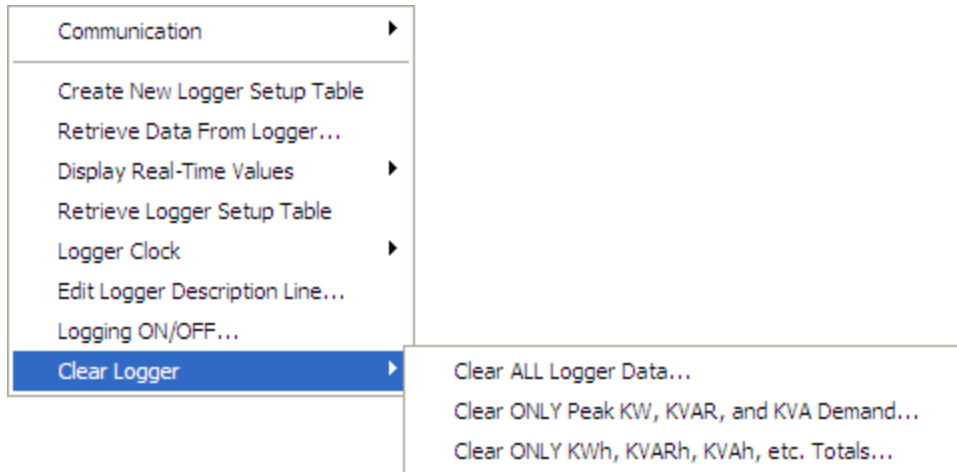 Communication
Create New Logger Setup Table
Retrieve Data From Logger...
Display Real-Time Values
Retrieve Logger Setup Table
Logger Clock
Edit Logger Description Line...
Logging ON/OFF...
Clear Logger
Clear ALL Logger Data...
Clear ONLY Peak KW, KVAR, and KVA Demand...
Clear ONLY KWh, KVARh, KVAh, etc. Totals...